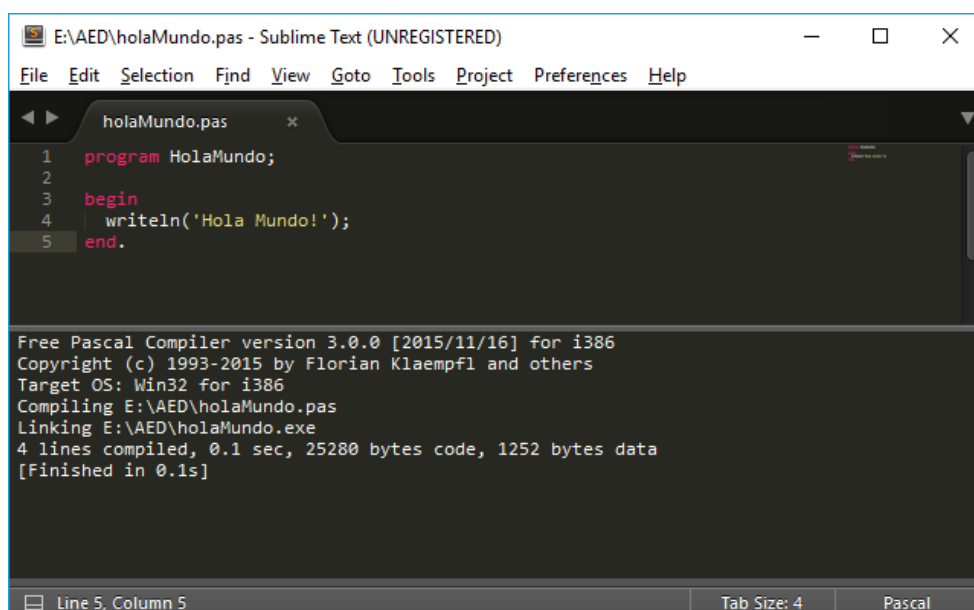 E:\AED\holaMundo.pas - Sublime Text (UNREGISTERED)
File Edit Selection Find View Goto Tools Project Preferences Help
holaMundo.pas
1 program HolaMundo;
2
3 begin
4 writeln('Hola Mundo!');
5 end.
Free Pascal Compiler version 3.0.0 [2015/11/16] for i386
Copyright (c) 1993-2015 by Florian Klaempfl and others
Target OS: Win32 for i386
Compiling E:\AED\holaMundo.pas
Linking E:\AED\holaMundo.exe
4 lines compiled, 0.1 sec, 25280 bytes code, 1252 bytes data
[Finished in 0.1s]
Line 5, Column 5 Tab Size: 4 Pascal